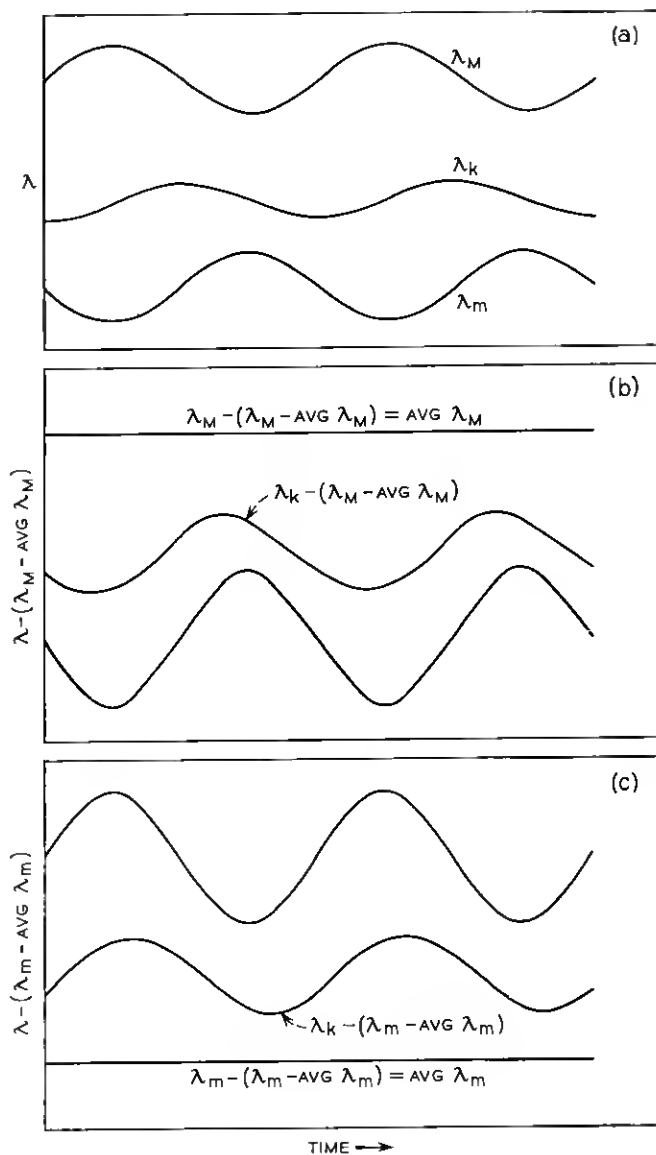 (a)
λM
λk
λ
λm
(b)
λM − (λM − AVG λM) = AVG λM
λk − (λM − AVG λM)
λ − (λM − AVG λM)
(c)
λ − (λm − AVG λm)
λk − (λm − AVG λm)
λm − (λm − AVG λm) = AVG λm
TIME →